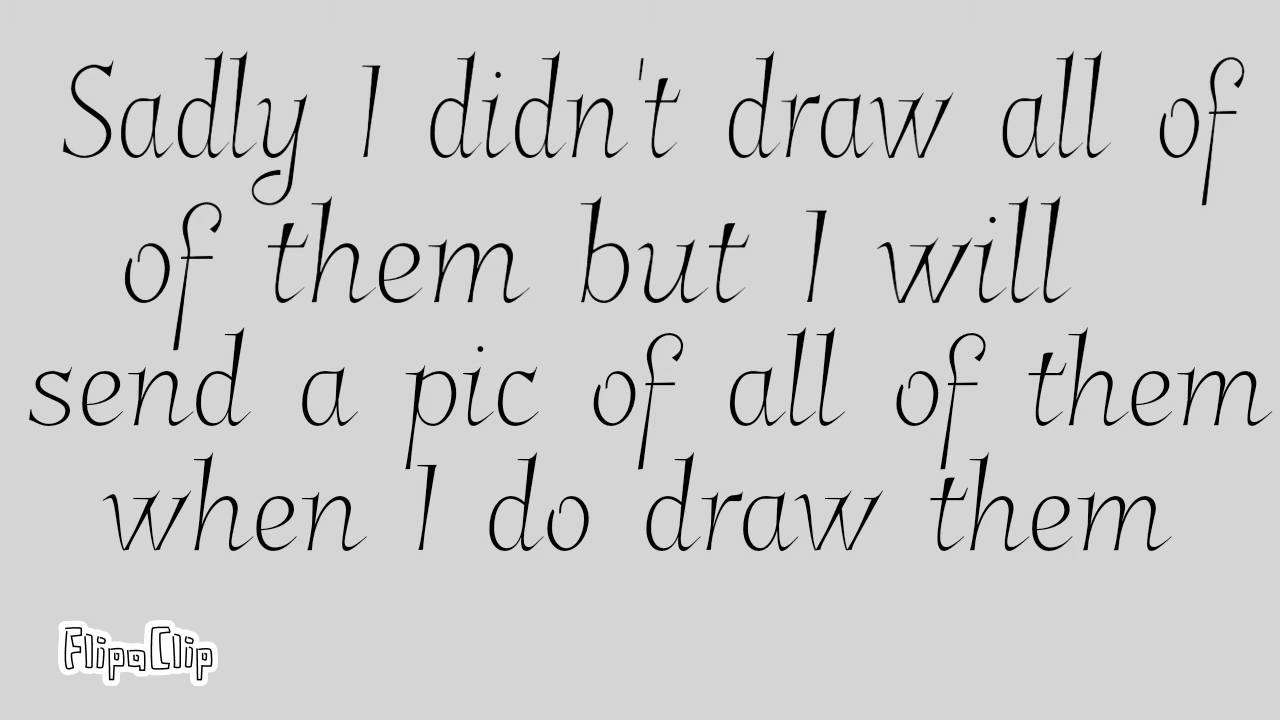 Sadly I didn't draw all of
of them but I will
send a pic of all of them
when I do draw them
FlipaClip